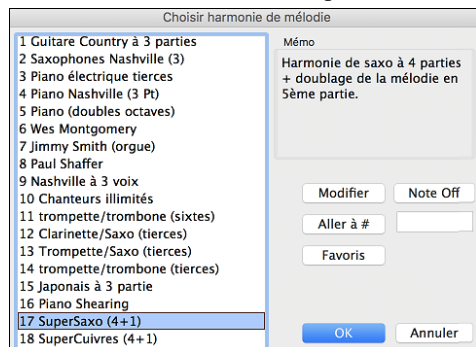 Choisir harmonie de mélodie
1 Guitare Country à 3 parties
2 Saxophones Nashville (3)
3 Piano électrique tierces
4 Piano Nashville (3 Pt)
5 Piano (doubles octaves)
6 Wes Montgomery
7 Jimmy Smith (orgue)
8 Paul Shaffer
9 Nashville à 3 voix
10 Chanteurs illimités
11 trompette/trombone (sixtes)
12 Clarinette/Saxo (tierces)
13 Trompette/Saxo (tierces)
14 trompette/trombone (tierces)
15 Japonais à 3 partie
16 Piano Shearing
17 SuperSaxo (4+1)
18 SuperCuivres (4+1)
Mémo
Harmonie de saxo à 4 parties
+ doublage de la mélodie en
5ème partie.
Modifier
Note Off
Aller à #
Favoris
OK
Annuler